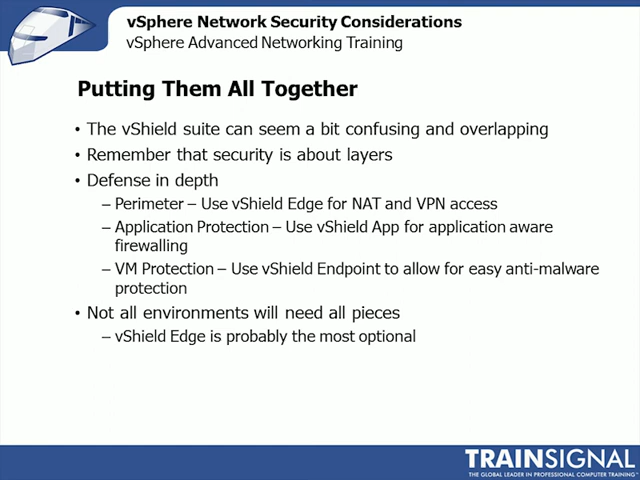 vSphere Network Security Considerations
vSphere Advanced Networking Training
Putting Them All Together
• The vShield suite can seem a bit confusing and overlapping
• Remember that security is about layers
• Defense in depth
– Perimeter – Use vShield Edge for NAT and VPN access
– Application Protection – Use vShield App for application aware
firewalling
– VM Protection – Use vShield Endpoint to allow for easy anti-malware
protection
• Not all environments will need all pieces
– vShield Edge is probably the most optional
TRAINSIGNAL
THE GLOBAL LEADER IN PROFESSIONAL COMPUTER TRAINING